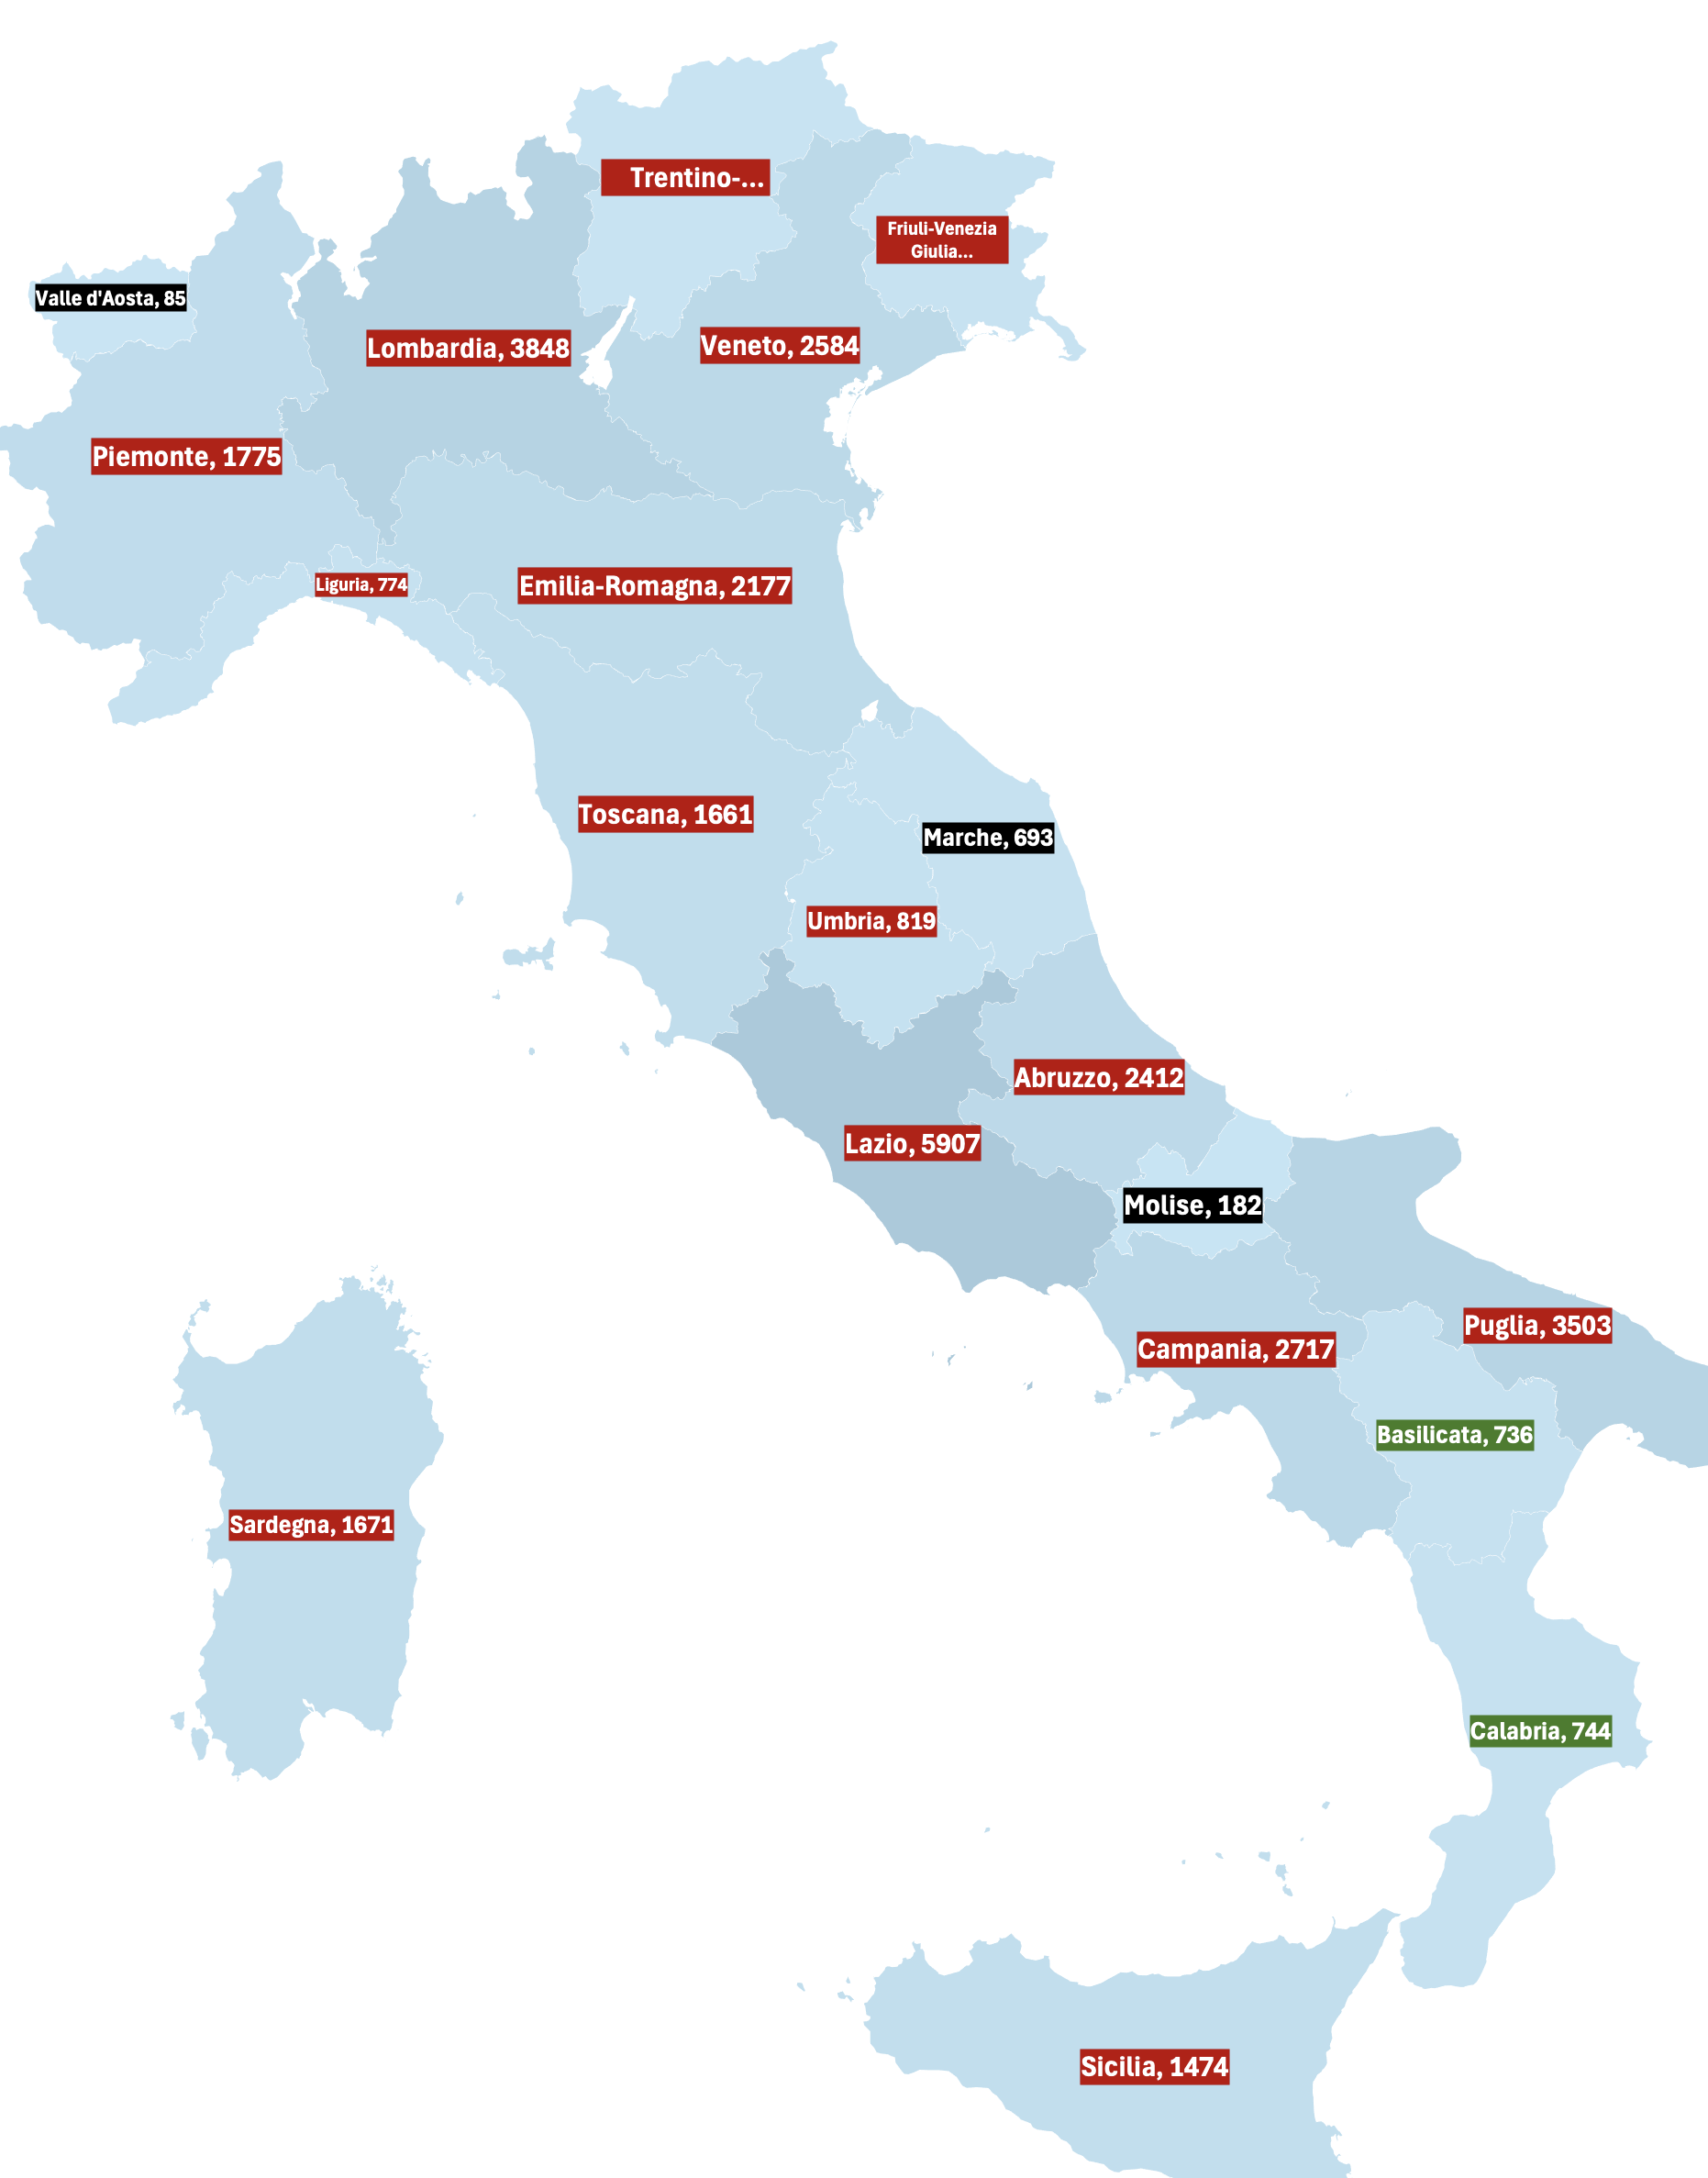 Trentino-...
Friuli-Venezia
Giulia...
Valle d'Aosta, 85
Lombardia, 3848
Veneto, 2584
Piemonte, 1775
Liguria, 774
Emilia-Romagna, 2177
Toscana, 1661
Marche, 693
Umbria, 819
Abruzzo, 2412
Lazio, 5907
Molise, 182
Puglia, 3503
Campania, 2717
Basilicata, 736
Sardegna, 1671
Calabria, 744
Sicilia, 1474